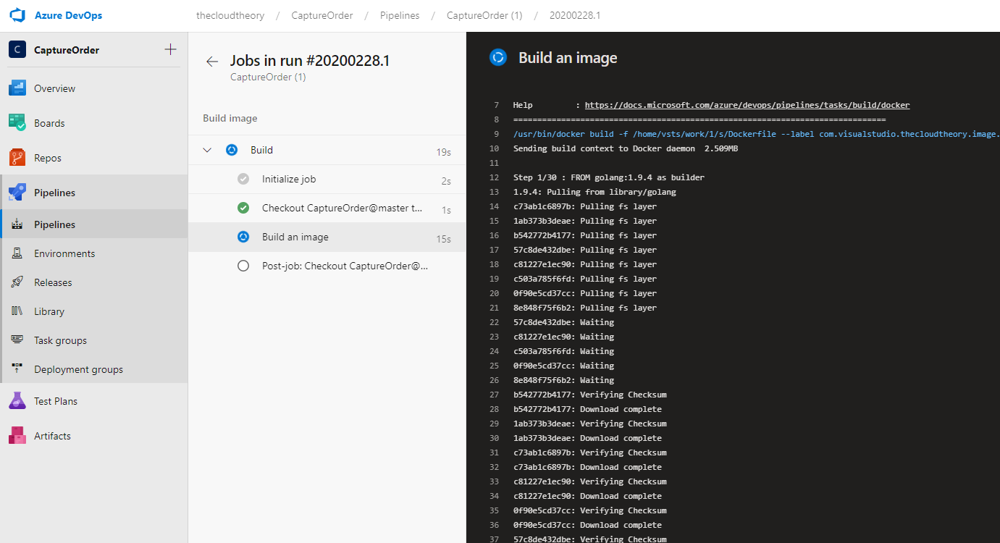 Azure DevOps
thecloudtheory / CaptureOrder / Pipelines / CaptureOrder (1) / 20200228.1
C CaptureOrder
Overview
Boards
Repos
Pipelines
Pipelines
Environments
Releases
Library
Task groups
Deployment groups
Test Plans
Artifacts
Jobs in run #20200228.1
CaptureOrder (1)
Build image
Build 19s
Initialize job 2s
Checkout CaptureOrder@master t... 1s
Build an image 15s
Post-job: Checkout CaptureOrder@...
Build an image
7 Help : https://docs.microsoft.com/azure/devops/pipelines/tasks/build/docker
8 ==============================================================================
9 /usr/bin/docker build -f /home/vsts/work/1/s/Dockerfile --label com.visualstudio.thecloudtheory.image.
10 Sending build context to Docker daemon 2.509MB
11
12 Step 1/30 : FROM golang:1.9.4 as builder
13 1.9.4: Pulling from library/golang
14 c73ab1c6897b: Pulling fs layer
15 1ab373b3deae: Pulling fs layer
16 b542772b4177: Pulling fs layer
17 57c8de432dbe: Pulling fs layer
18 c81227e1ec90: Pulling fs layer
19 c503a785f6fd: Pulling fs layer
20 0f90e5cd37cc: Pulling fs layer
21 8e848f75f6b2: Pulling fs layer
22 57c8de432dbe: Waiting
23 c81227e1ec90: Waiting
24 c503a785f6fd: Waiting
25 0f90e5cd37cc: Waiting
26 8e848f75f6b2: Waiting
27 b542772b4177: Verifying Checksum
28 b542772b4177: Download complete
29 1ab373b3deae: Verifying Checksum
30 1ab373b3deae: Download complete
31 c73ab1c6897b: Verifying Checksum
32 c73ab1c6897b: Download complete
33 c81227e1ec90: Verifying Checksum
34 c81227e1ec90: Download complete
35 0f90e5cd37cc: Verifying Checksum
36 0f90e5cd37cc: Download complete
37 57c8de432dbe: Verifying Checksum